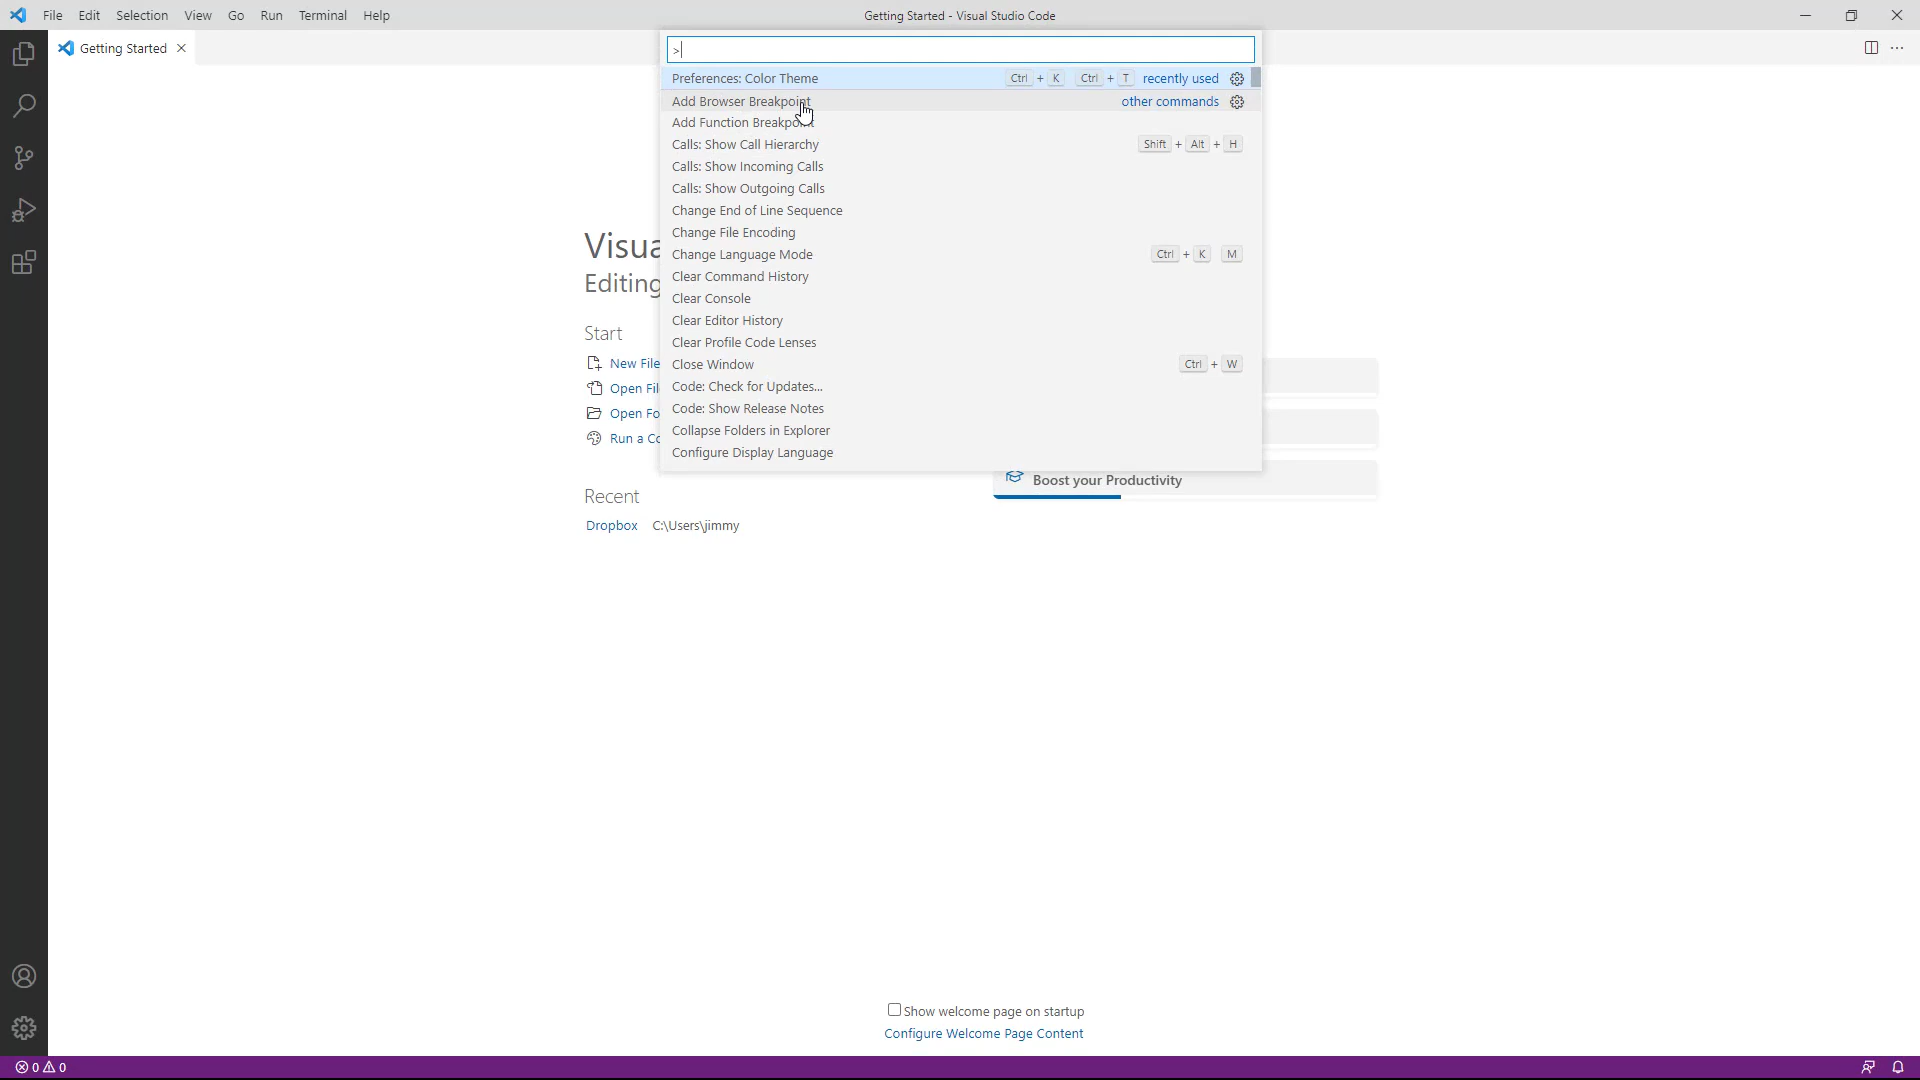 File Edit Selection View Go Run Terminal Help
Getting Started - Visual Studio Code
Getting Started
>
Preferences: Color Theme Ctrl + K Ctrl + T recently used
Add Browser Breakpoint other commands
Add Function Breakpoint
Calls: Show Call Hierarchy Shift + Alt + H
Calls: Show Incoming Calls
Calls: Show Outgoing Calls
Change End of Line Sequence
Change File Encoding
Change Language Mode Ctrl + K M
Clear Command History
Clear Console
Clear Editor History
Clear Profile Code Lenses
Close Window Ctrl + W
Code: Check for Updates...
Code: Show Release Notes
Collapse Folders in Explorer
Configure Display Language
Visua
Editing
Start
New File
Open Fil
Open Fo
Run a Co
Boost your Productivity
Recent
Dropbox C:\Users\jimmy
Show welcome page on startup
Configure Welcome Page Content
0 0